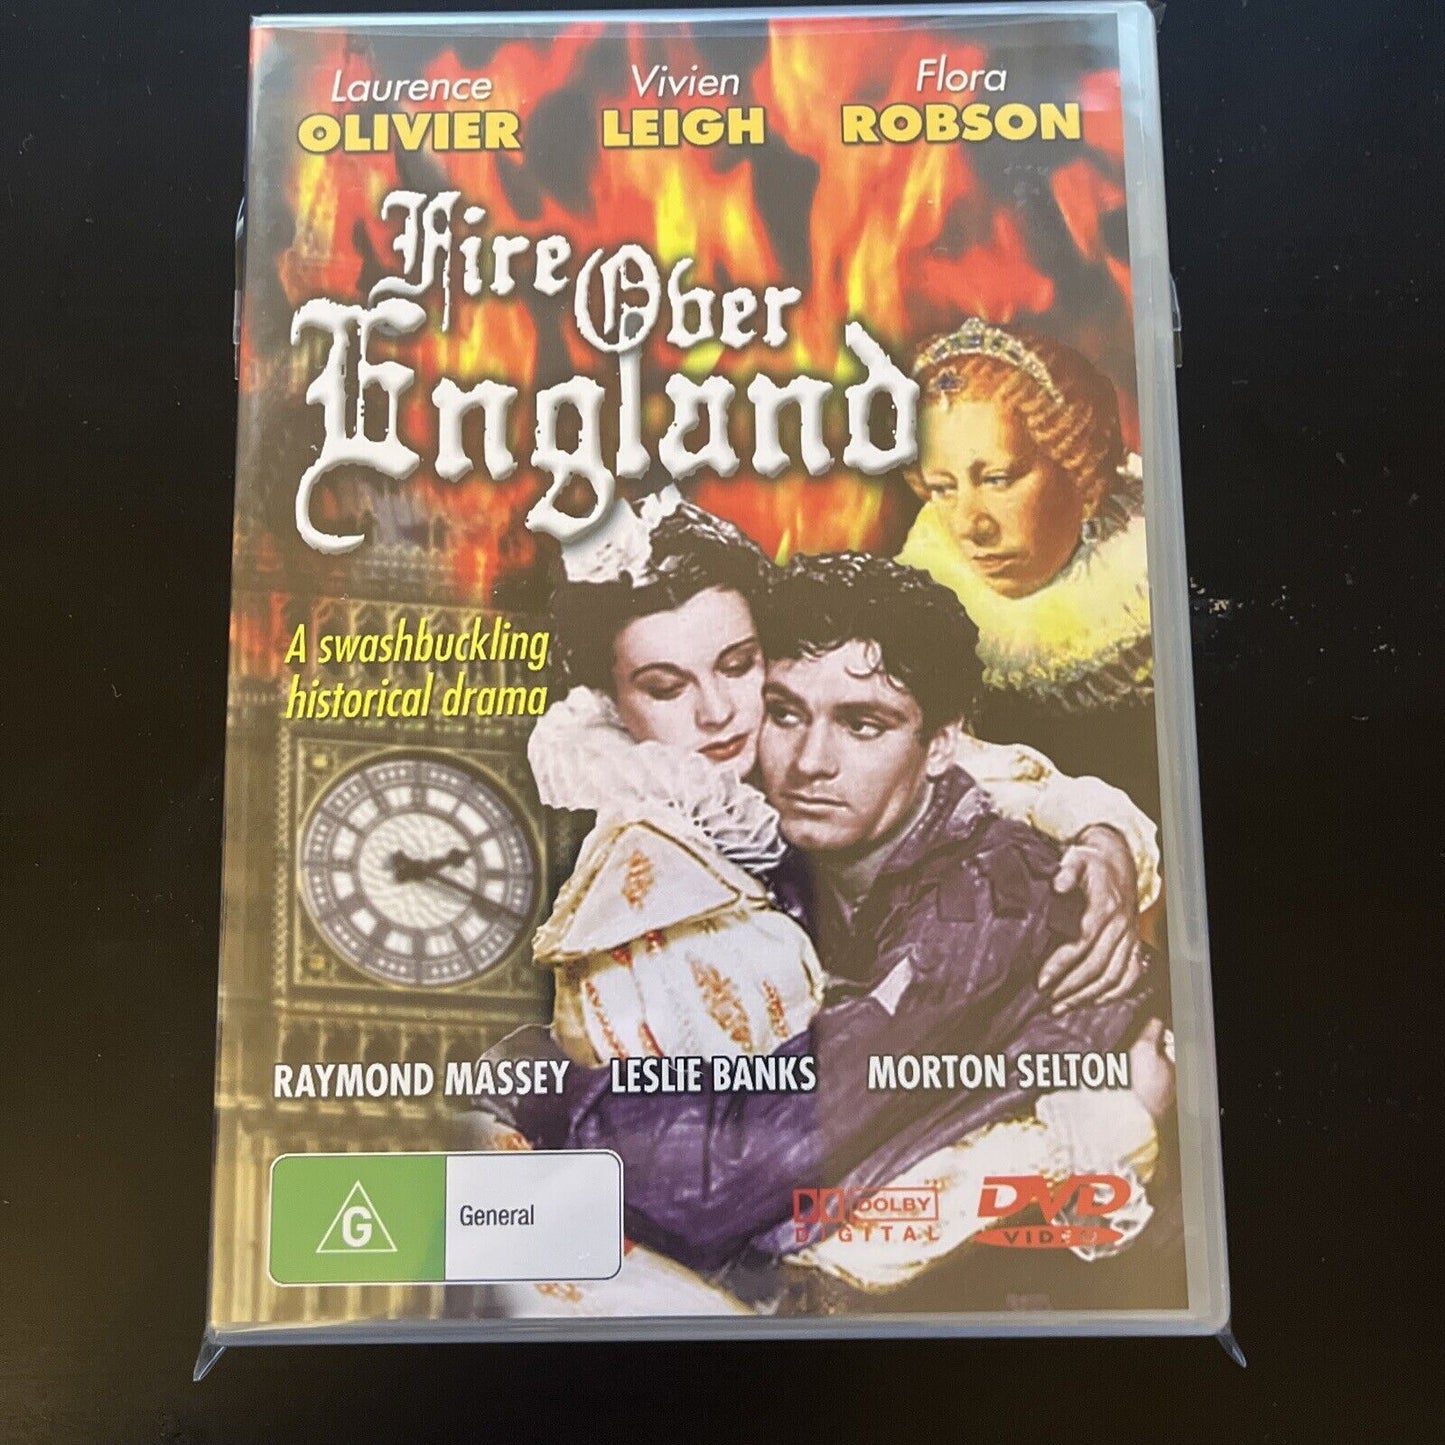 Laurence Vivien Flora
OLIVIER LEIGH ROBSON
Fire Over
England
A swashbuckling
historical drama
RAYMOND MASSEY LESLIE BANKS MORTON SELTON
G General
DOLBY
DIGITAL
DVD
VIDEO